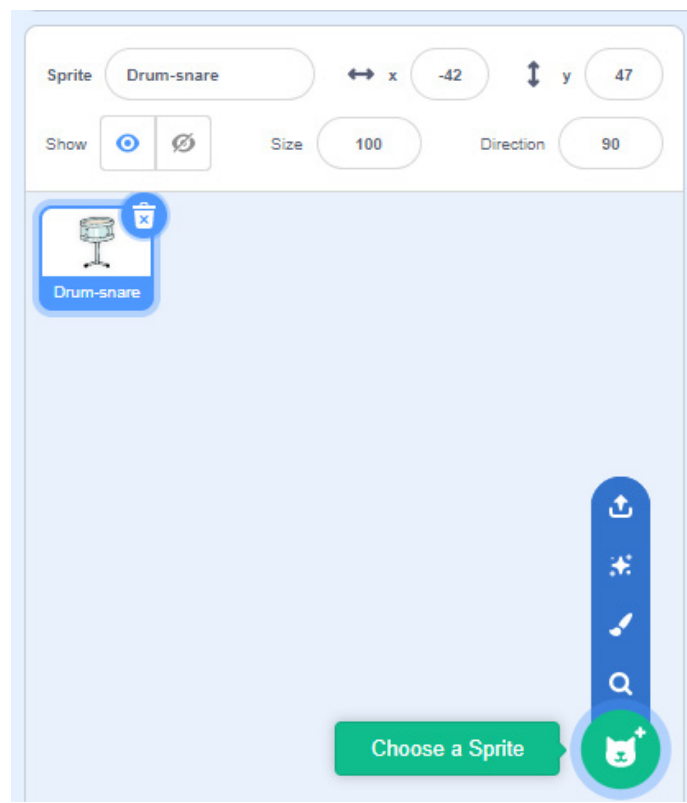 Sprite Drum-snare x -42 y 47
Show Size 100 Direction 90
Drum-snare
Choose a Sprite